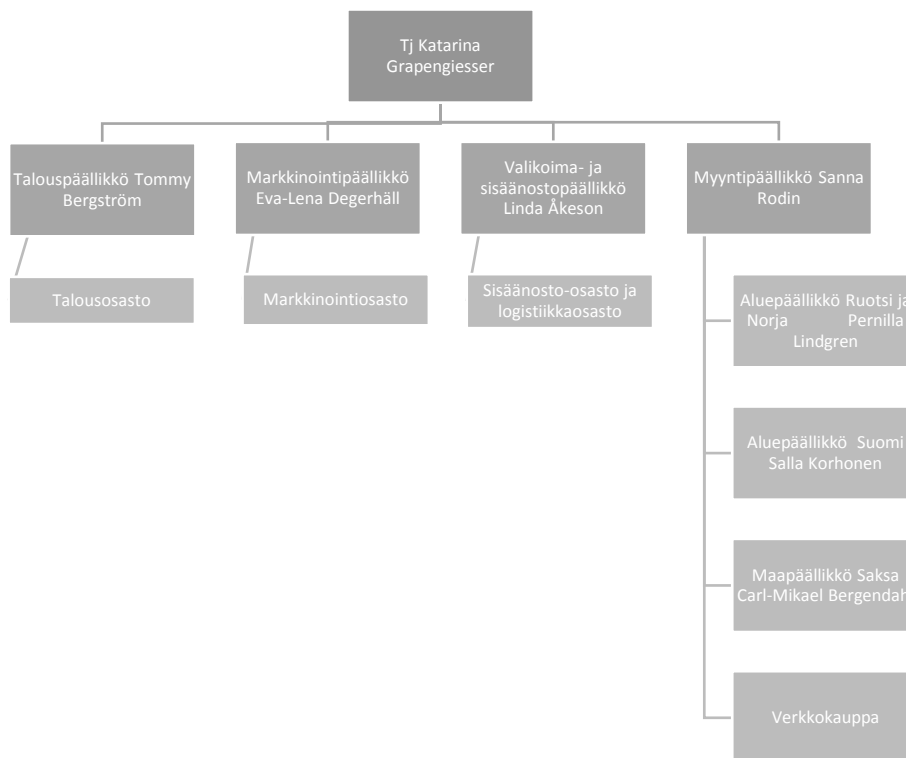 Tj Katarina
Grapengiesser
Talouspäällikkö Tommy
Bergström
Markkinointipäällikkö
Eva-Lena Degerhäll
Valikoima- ja
sisäänostopäällikkö
Linda Åkeson
Myyntipäällikkö Sanna
Rodin
Talousosasto
Markkinointiosasto
Sisäänosto-osasto ja
logistiikkaosasto
Aluepäällikkö Ruotsi ja
Norja Pernilla
Lindgren
Aluepäällikkö Suomi
Salla Korhonen
Maapäällikkö Saksa
Carl-Mikael Bergendahl
Verkkokauppa